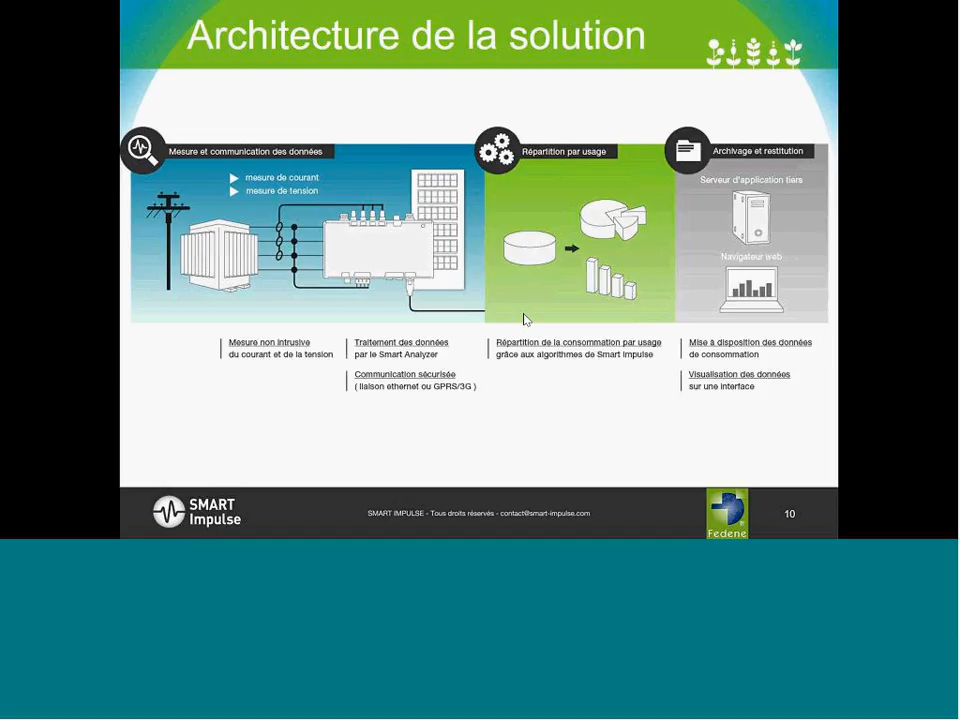 Architecture de la solution
Mesure et communication des données
Répartition par usage
Archivage et restitution
mesure de courant
mesure de tension
Serveur d'application tiers
Navigateur web
Mesure non intrusive
du courant et de la tension
Traitement des données
par le Smart Analyzer
Communication sécurisée
( liaison ethernet ou GPRS/3G )
Répartition de la consommation par usage
grâce aux algorithmes de Smart Impulse
Mise à disposition des données
de consommation
Visualisation des données
sur une interface
SMART
Impulse
SMART IMPULSE - Tous droits réservés - contact@smart-impulse.com
Fedene
10